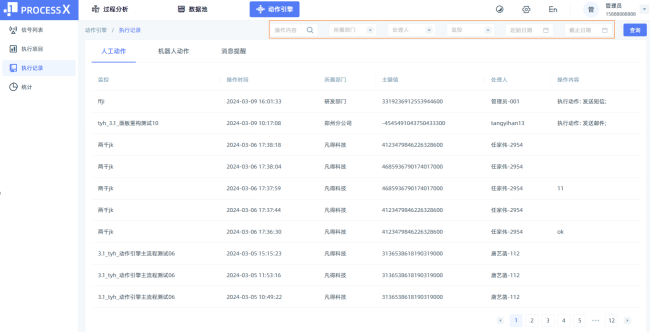 PROCESS X
过程分析 数据池 动作引擎 En 管 管理员
15888888888
动作引擎 / 执行记录 操作内容 所属部门 处理人 监控 起始日期 截止日期 查询
信号列表
执行项目
执行记录
统计
人工动作 机器人动作 消息提醒
监控 操作时间 所属部门 主键值 处理人 操作内容
ffji 2024-03-09 16:01:33 研发部门 3319236912553944600 管理员-001 执行动作: 发送短信;
tyh_3.1_面板重构测试10 2024-03-09 10:17:08 郑州分公司 -4545491043750433300 tangyihan13 执行动作: 发送邮件;
两千jk 2024-03-06 17:38:18 凡得科技 4123479846226328600 任家伟-2954
两千jk 2024-03-06 17:38:04 凡得科技 4685936790174017000 任家伟-2954
两千jk 2024-03-06 17:37:59 凡得科技 4685936790174017000 任家伟-2954 11
两千jk 2024-03-06 17:37:44 凡得科技 4123479846226328600 任家伟-2954
两千jk 2024-03-06 17:36:30 凡得科技 4123479846226328600 任家伟-2954 ok
3.1_tyh_动作引擎主流程测试06 2024-03-05 15:15:23 凡得科技 3136538618190319000 唐艺菡-112
3.1_tyh_动作引擎主流程测试06 2024-03-05 11:53:16 凡得科技 3136538618190319000 唐艺菡-112
3.1_tyh_动作引擎主流程测试06 2024-03-05 10:49:22 凡得科技 3136538618190319000 唐艺菡-112
1 2 3 4 5 ··· 12